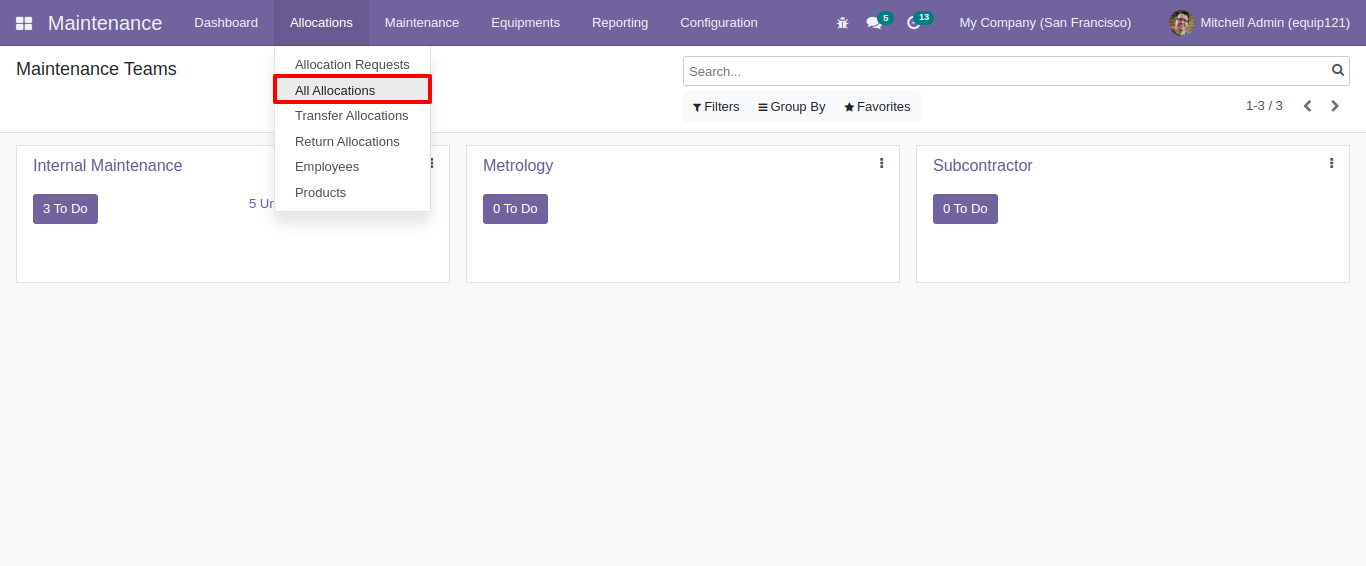 Maintenance Dashboard Allocations Maintenance Equipments Reporting Configuration 5 13 My Company (San Francisco) Mitchell Admin (equip121)
Maintenance Teams
Search...
Filters Group By Favorites 1-3 / 3
Allocation Requests
All Allocations
Transfer Allocations
Return Allocations
Employees
Products
Internal Maintenance
3 To Do 5
Metrology
0 To Do
Subcontractor
0 To Do